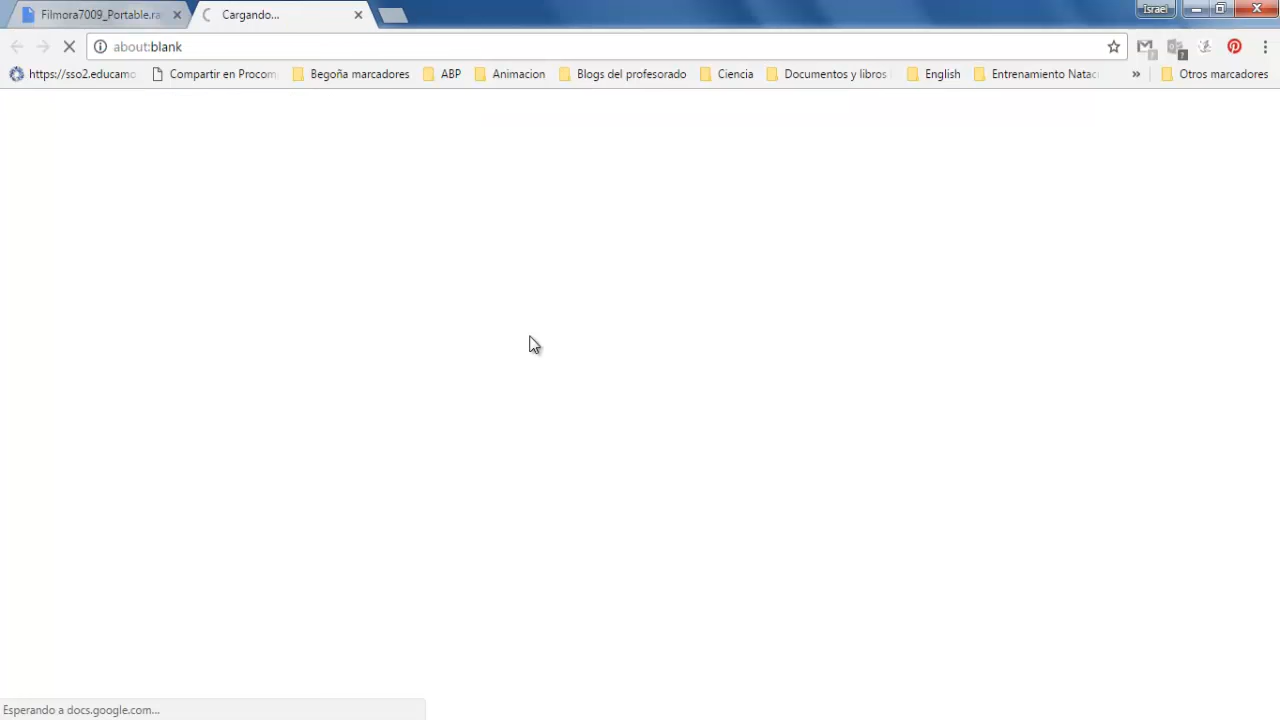 Filmora7009_Portable.ra
Cargando...
Israel
about:blank
https://sso2.educamo
Compartir en Procom
Begoña marcadores
ABP
Animacion
Blogs del profesorado
Ciencia
Documentos y libros
English
Entrenamiento Natac
»
Otros marcadores
Esperando a docs.google.com...